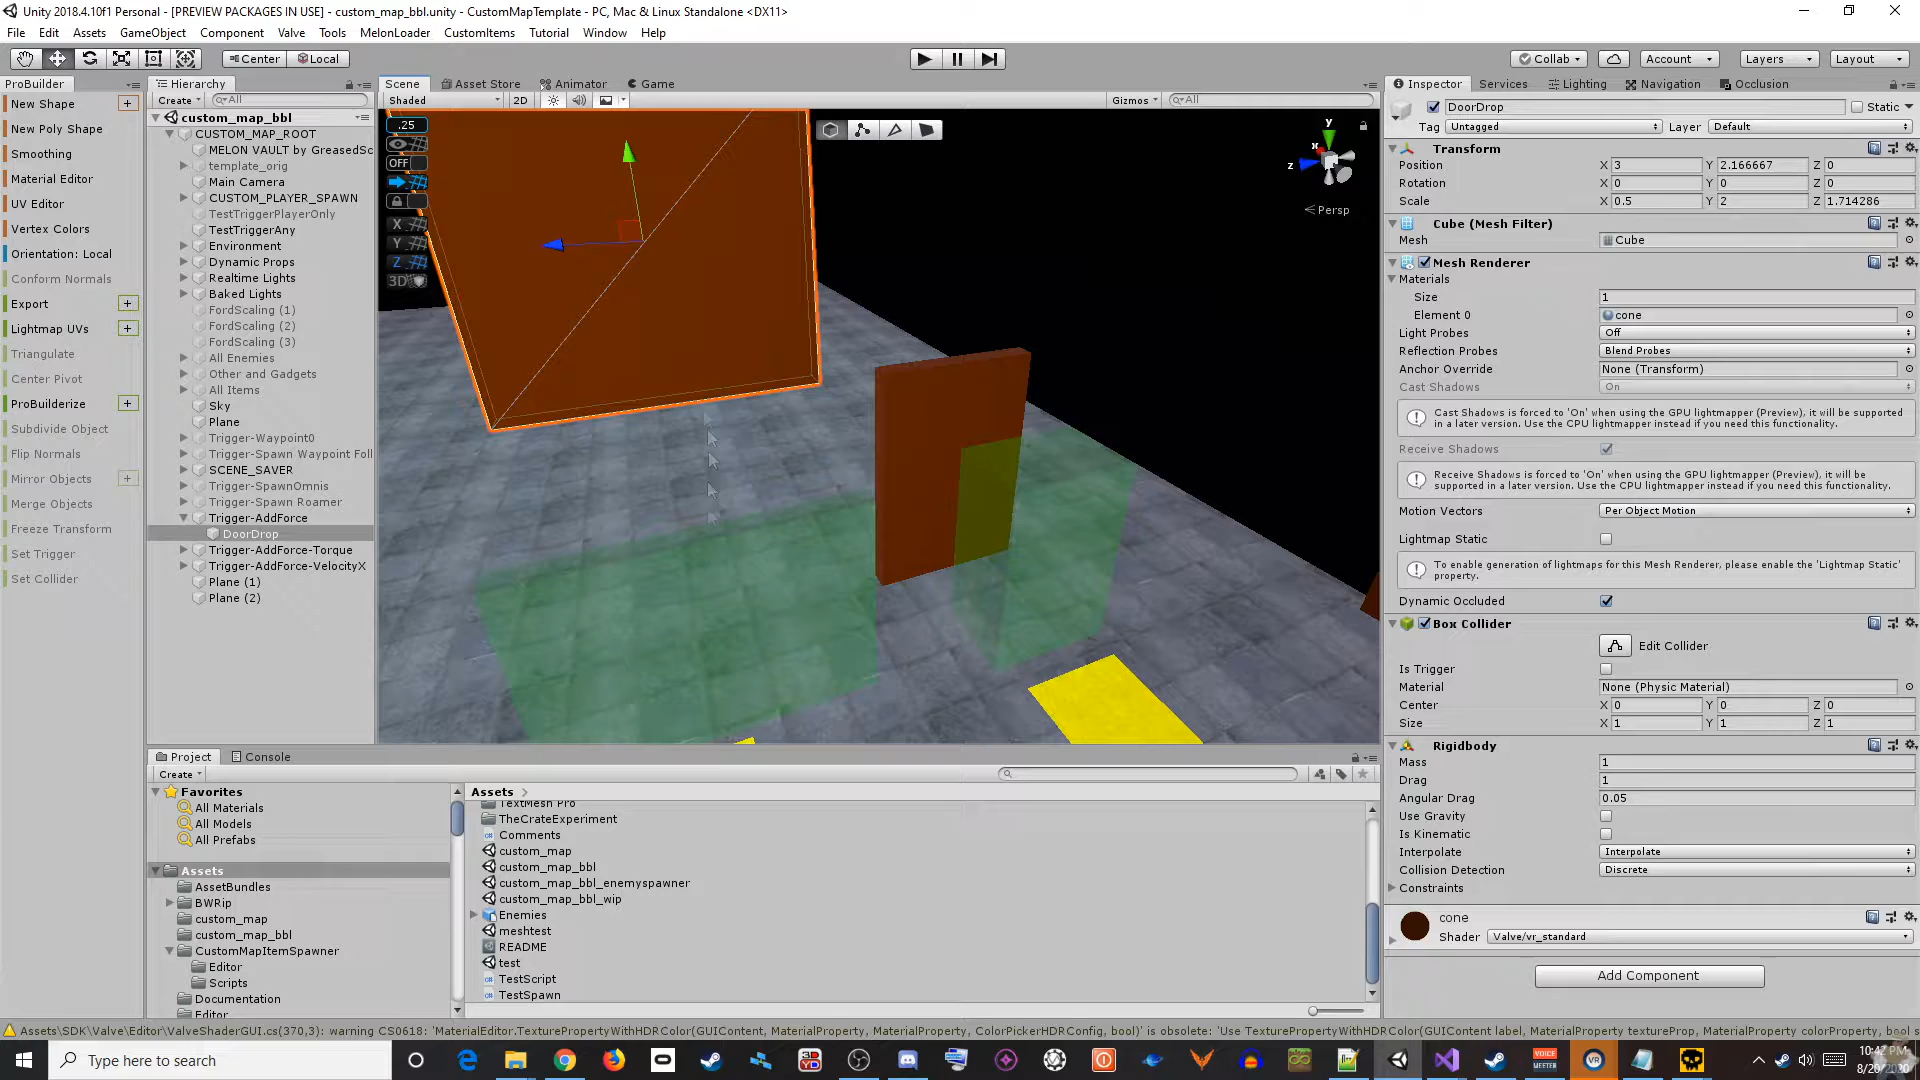 Unity 2018.4.10f1 Personal - [PREVIEW PACKAGES IN USE] - custom_map_bbl.unity - CustomMapTemplate - PC, Mac & Linux Standalone <DX11>
File Edit Assets GameObject Component Valve Tools MelonLoader CustomItems Tutorial Window Help
Center Local Collab Account Layers Layout
ProBuilder
New Shape
New Poly Shape
Smoothing
Material Editor
UV Editor
Vertex Colors
Orientation: Local
Conform Normals
Export
Lightmap UVs
Triangulate
Center Pivot
ProBuilderize
Subdivide Object
Flip Normals
Mirror Objects
Merge Objects
Freeze Transform
Set Trigger
Set Collider
Hierarchy
Create All
custom_map_bbl
CUSTOM_MAP_ROOT
MELON VAULT by GreasedSc
template_orig
Main Camera
CUSTOM_PLAYER_SPAWN
TestTriggerPlayerOnly
TestTriggerAny
Environment
Dynamic Props
Realtime Lights
Baked Lights
FordScaling (1)
FordScaling (2)
FordScaling (3)
All Enemies
Other and Gadgets
All Items
Sky
Plane
Trigger-Waypoint0
Trigger-Spawn Waypoint Foll
SCENE_SAVER
Trigger-SpawnOmnis
Trigger-Spawn Roamer
Trigger-AddForce
DoorDrop
Trigger-AddForce-Torque
Trigger-AddForce-VelocityX
Plane (1)
Plane (2)
Scene Asset Store Animator Game
Shaded 2D Gizmos All
.25
OFF
X
Y
Z
3D
y
x
z
Persp
Inspector Services Lighting Navigation Occlusion
DoorDrop Static
Tag Untagged Layer Default
Transform
Position X 3 Y 2.166667 Z 0
Rotation X 0 Y 0 Z 0
Scale X 0.5 Y 2 Z 1.714286
Cube (Mesh Filter)
Mesh Cube
Mesh Renderer
Materials
Size 1
Element 0 cone
Light Probes Off
Reflection Probes Blend Probes
Anchor Override None (Transform)
Cast Shadows On
Cast Shadows is forced to 'On' when using the GPU lightmapper (Preview), it will be supported
in a later version. Use the CPU lightmapper instead if you need this functionality.
Receive Shadows
Receive Shadows is forced to 'On' when using the GPU lightmapper (Preview), it will be
supported in a later version. Use the CPU lightmapper instead if you need this functionality.
Motion Vectors Per Object Motion
Lightmap Static
To enable generation of lightmaps for this Mesh Renderer, please enable the 'Lightmap Static'
property.
Dynamic Occluded
Box Collider
Edit Collider
Is Trigger
Material None (Physic Material)
Center X 0 Y 0 Z 0
Size X 1 Y 1 Z 1
Rigidbody
Mass 1
Drag 1
Angular Drag 0.05
Use Gravity
Is Kinematic
Interpolate Interpolate
Collision Detection Discrete
Constraints
cone
Shader Valve/vr_standard
Add Component
Project Console
Create
Favorites
All Materials
All Models
All Prefabs
Assets
AssetBundles
BWRip
custom_map
custom_map_bbl
CustomMapItemSpawner
Editor
Scripts
Documentation
Editor
Assets
TextMesh Pro
TheCrateExperiment
Comments
custom_map
custom_map_bbl
custom_map_bbl_enemyspawner
custom_map_bbl_wip
Enemies
meshtest
README
test
TestScript
TestSpawn
Assets\SDK\Valve\Editor\ValveShaderGUI.cs(370,3): warning CS0618: 'MaterialEditor.TexturePropertyWithHDRColor(GUIContent, MaterialProperty, MaterialProperty, ColorPickerHDRConfig, bool)' is obsolete: 'Use TexturePropertyWithHDRColor(GUIContent label, MaterialProperty textureProp, MaterialProperty colorProperty, bool s
Type here to search
VOICE MEETER
VR
10:42 PM
8/20/2020